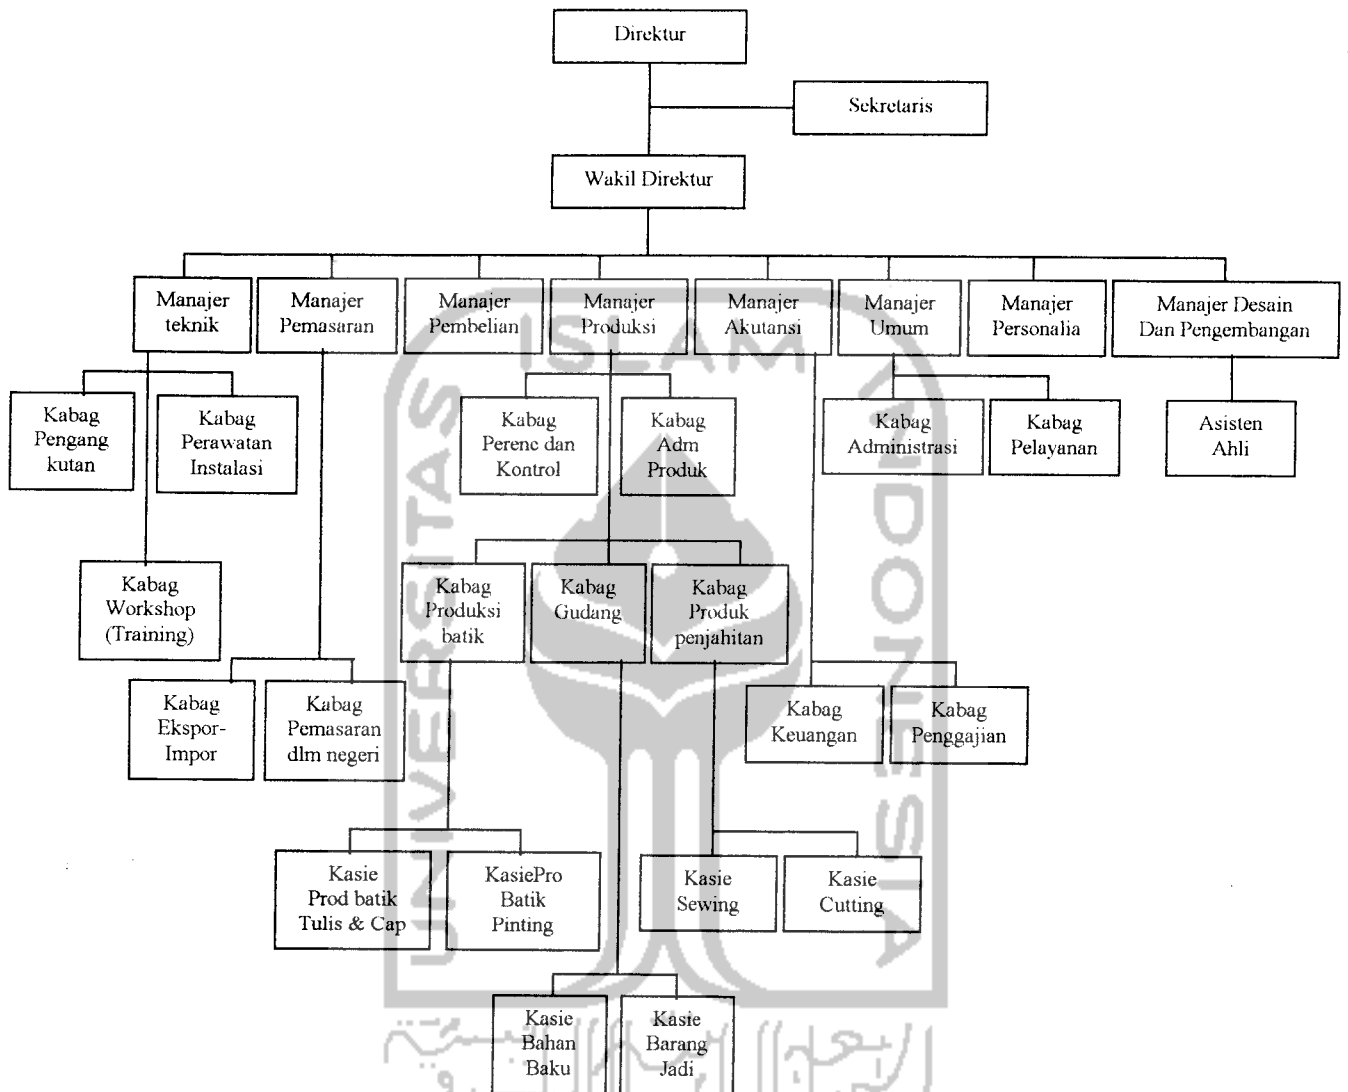 Direktur
Sekretaris
Wakil Direktur
Manajer
teknik
Manajer
Pemasaran
Manajer
Pembelian
Manajer
Produksi
Manajer
Akutansi
Manajer
Umum
Manajer
Personalia
Manajer Desain
Dan Pengembangan
Kabag
Pengang
kutan
Kabag
Perawatan
Instalasi
Kabag
Perenc dan
Kontrol
Kabag
Adm
Produk
Kabag
Administrasi
Kabag
Pelayanan
Asisten
Ahli
Kabag
Workshop
(Training)
Kabag
Produksi
batik
Kabag
Gudang
Kabag
Produk
penjahitan
Kabag
Ekspor-
Impor
Kabag
Pemasaran
dlm negeri
Kabag
Keuangan
Kabag
Penggajian
Kasie
Prod batik
Tulis & Cap
KasiePro
Batik
Pinting
Kasie
Sewing
Kasie
Cutting
Kasie
Bahan
Baku
Kasie
Barang
Jadi
UNIVERSITAS
ISLAM
INDONESIA